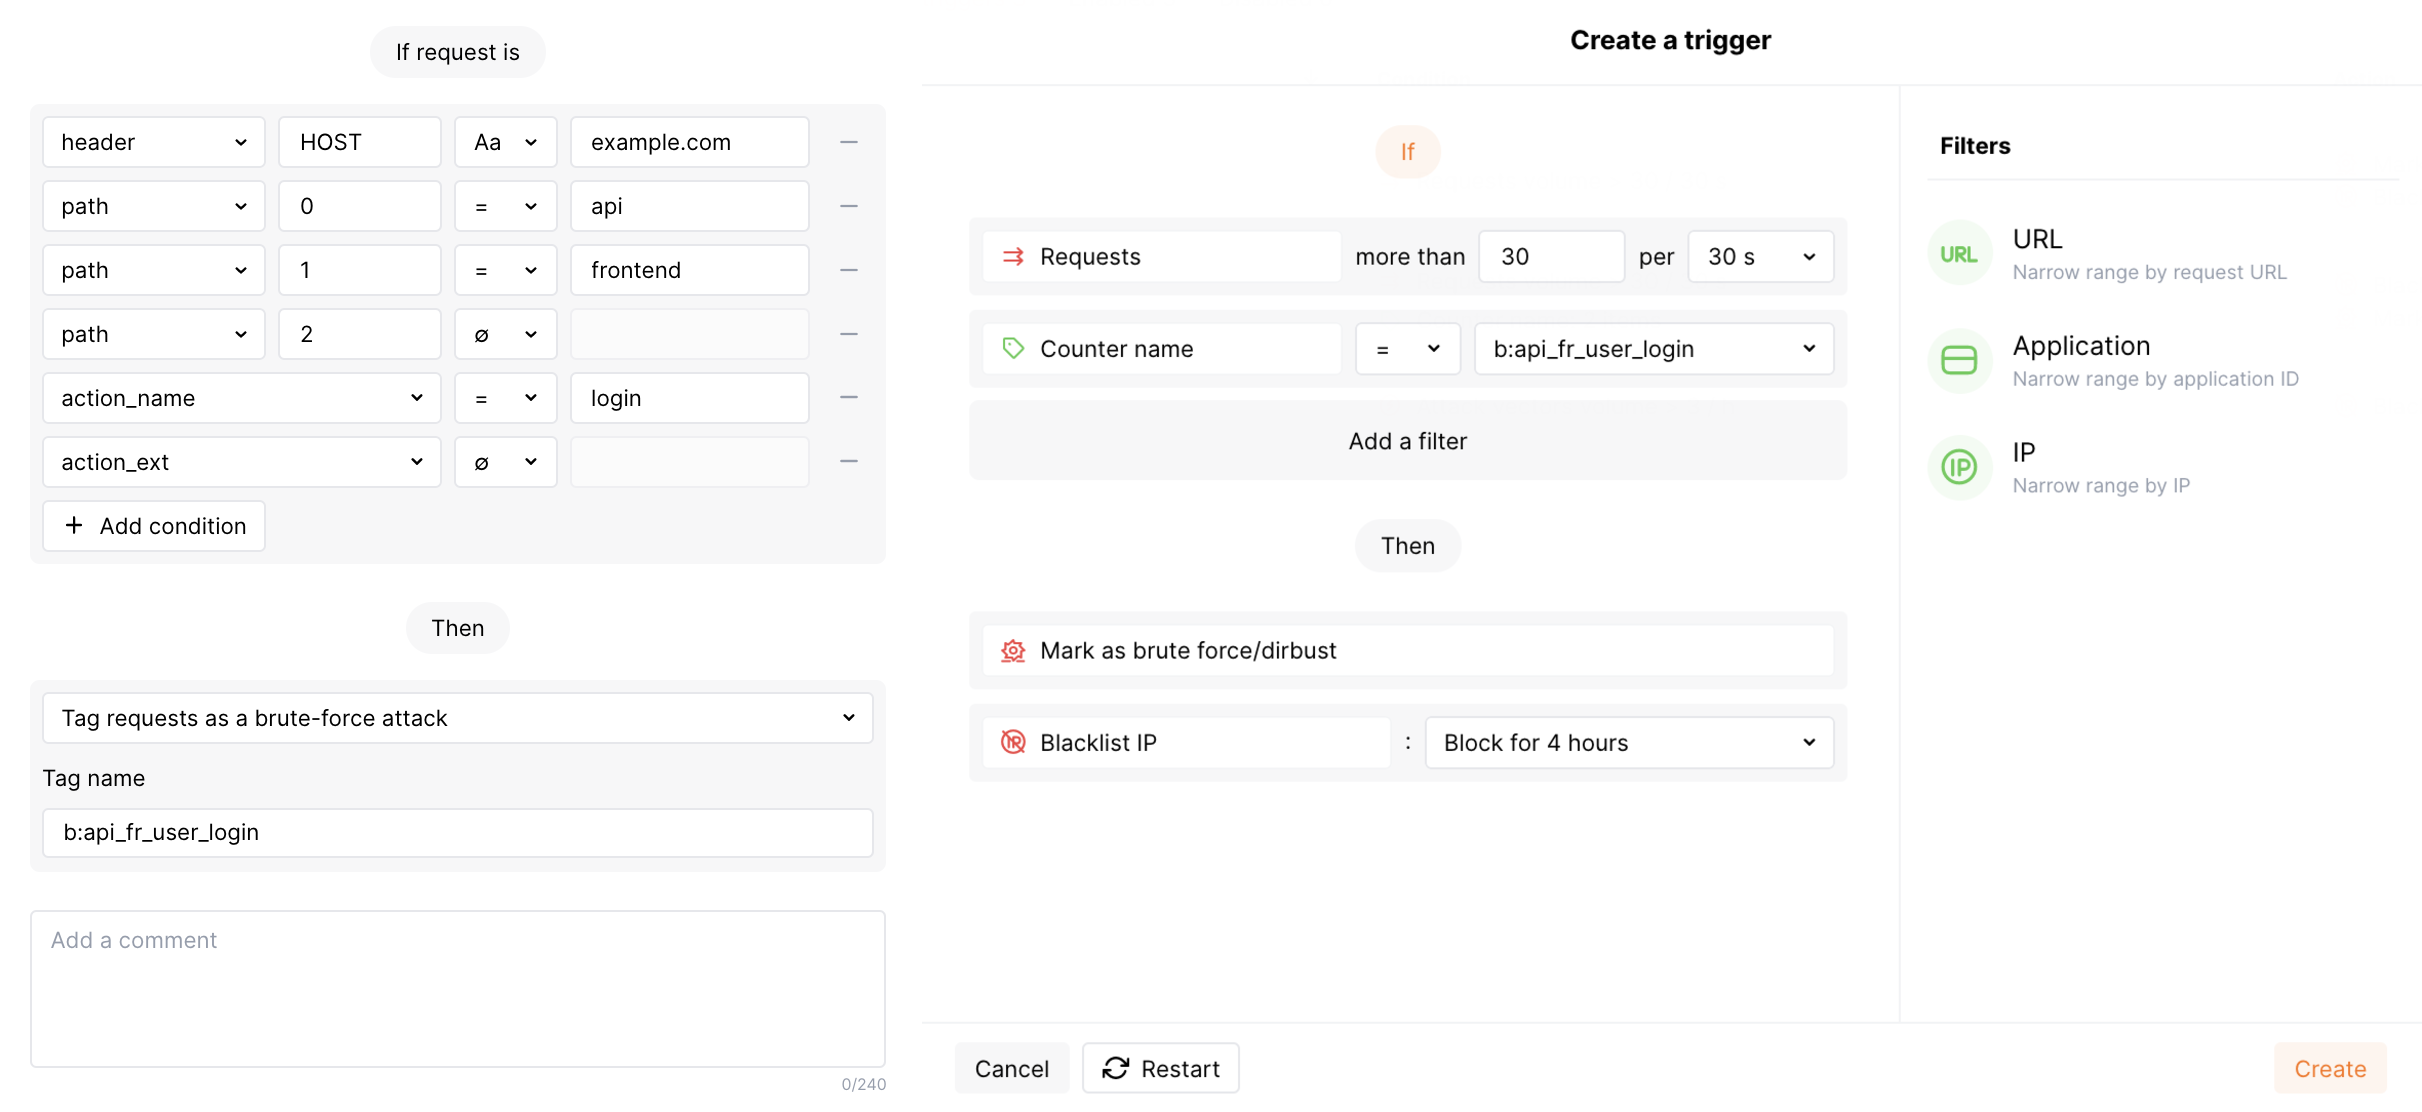 If request is
header HOST Aa example.com
path 0 = api
path 1 = frontend
path 2 ∅
action_name = login
action_ext ∅
+ Add condition
Then
Tag requests as a brute-force attack
Tag name
b:api_fr_user_login
Add a comment
0/240
Create a trigger
If
Requests more than 30 per 30 s
Counter name = b:api_fr_user_login
Add a filter
Then
Mark as brute force/dirbust
IP Blacklist IP : Block for 4 hours
Cancel Restart
Create
Filters
URL URL
Narrow range by request URL
Application
Narrow range by application ID
IP IP
Narrow range by IP